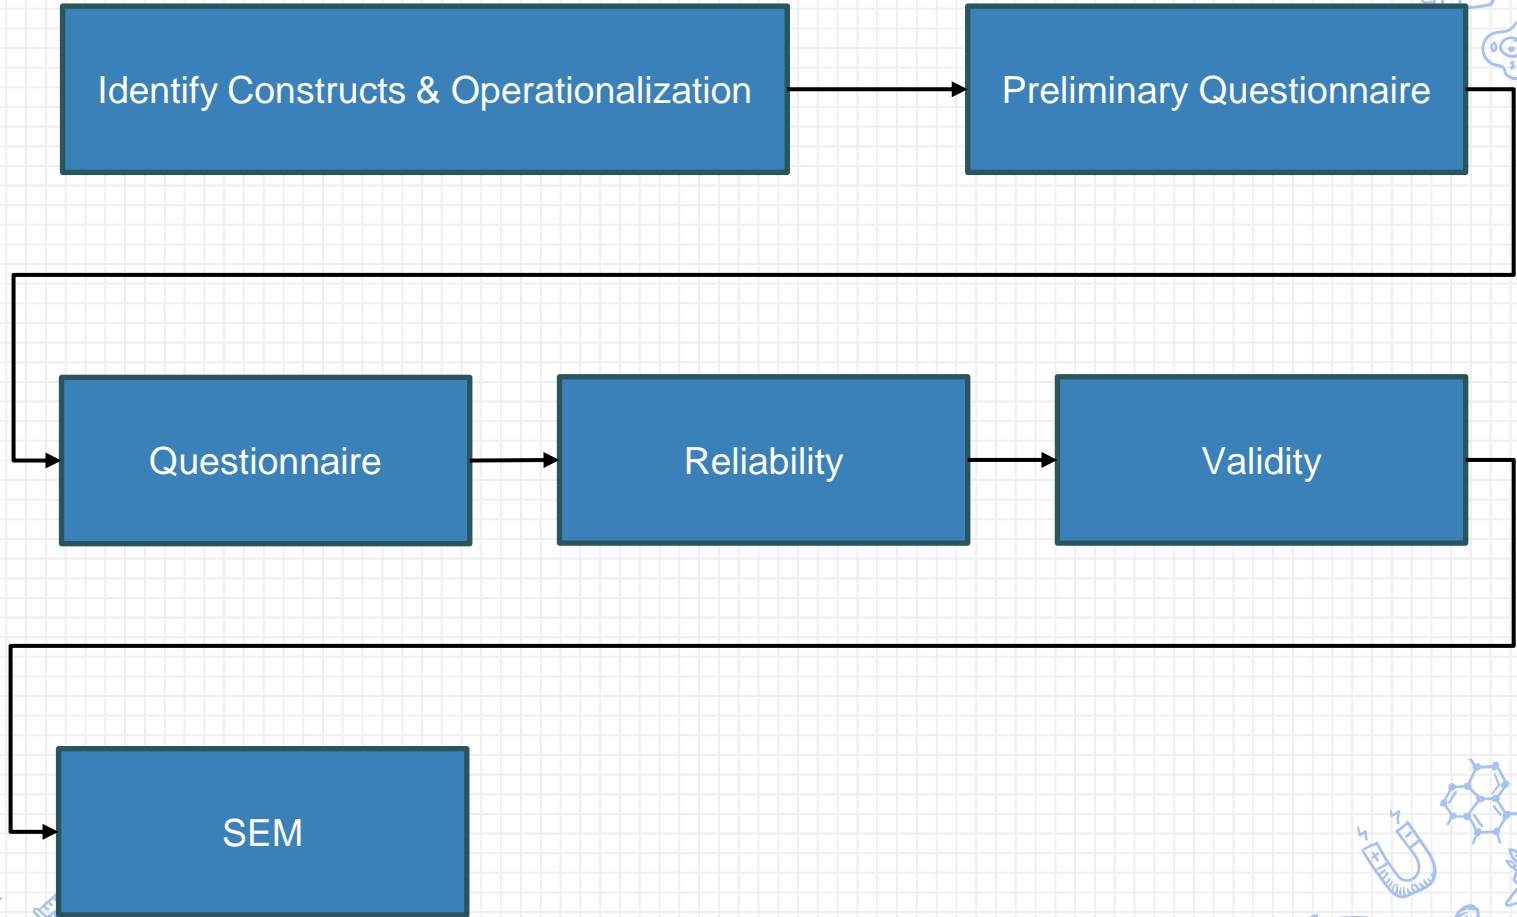 Identify Constructs & Operationalization
Preliminary Questionnaire
Questionnaire
Reliability
Validity
SEM